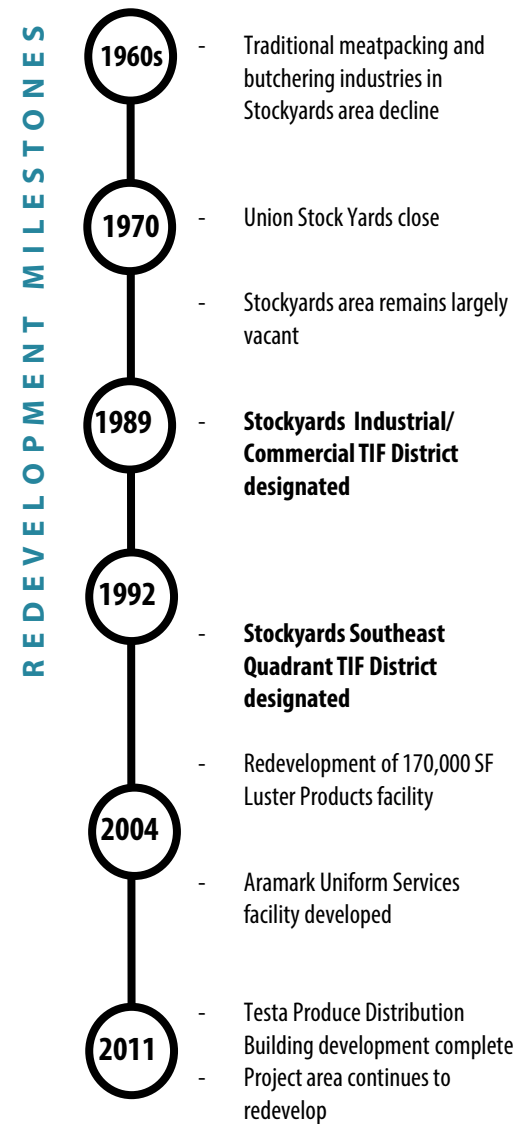 REDEVELOPMENT MILESTONES
1960s
- Traditional meatpacking and
butchering industries in
Stockyards area decline
1970
- Union Stock Yards close
- Stockyards area remains largely
vacant
1989
- Stockyards Industrial/
Commercial TIF District
designated
1992
- Stockyards Southeast
Quadrant TIF District
designated
- Redevelopment of 170,000 SF
Luster Products facility
2004
- Aramark Uniform Services
facility developed
2011
- Testa Produce Distribution
Building development complete
- Project area continues to
redevelop